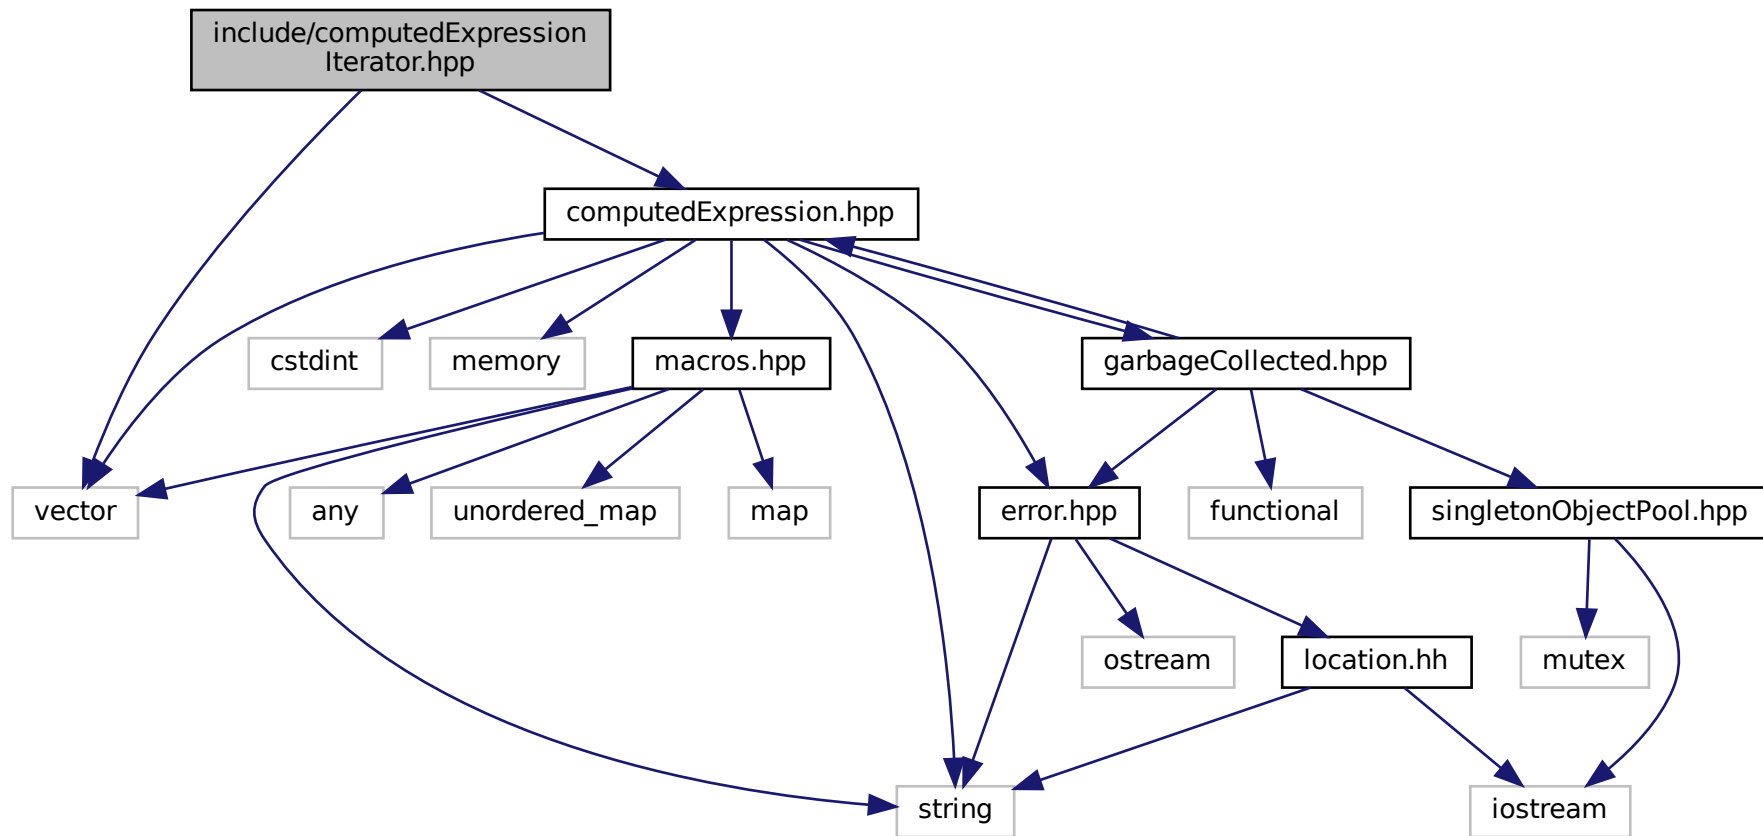 include/computedExpression
Iterator.hpp
computedExpression.hpp
cstdint
memory
macros.hpp
garbageCollected.hpp
vector
any
unordered_map
map
error.hpp
functional
singletonObjectPool.hpp
ostream
location.hh
mutex
string
iostream